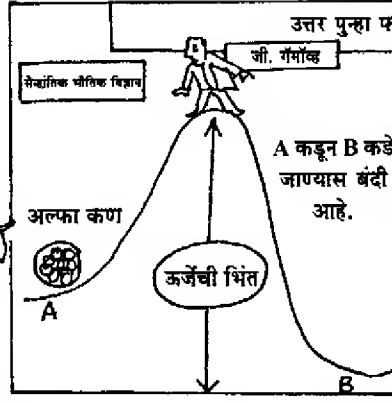 उत्तर पुन्हा
जी. गॅमॉव्ह
सैद्धांतिक भौतिक विज्ञान
A कडून B कडे
जाण्यास बंदी
आहे.
अल्फा कण
ऊर्जेची भिंत
A
B